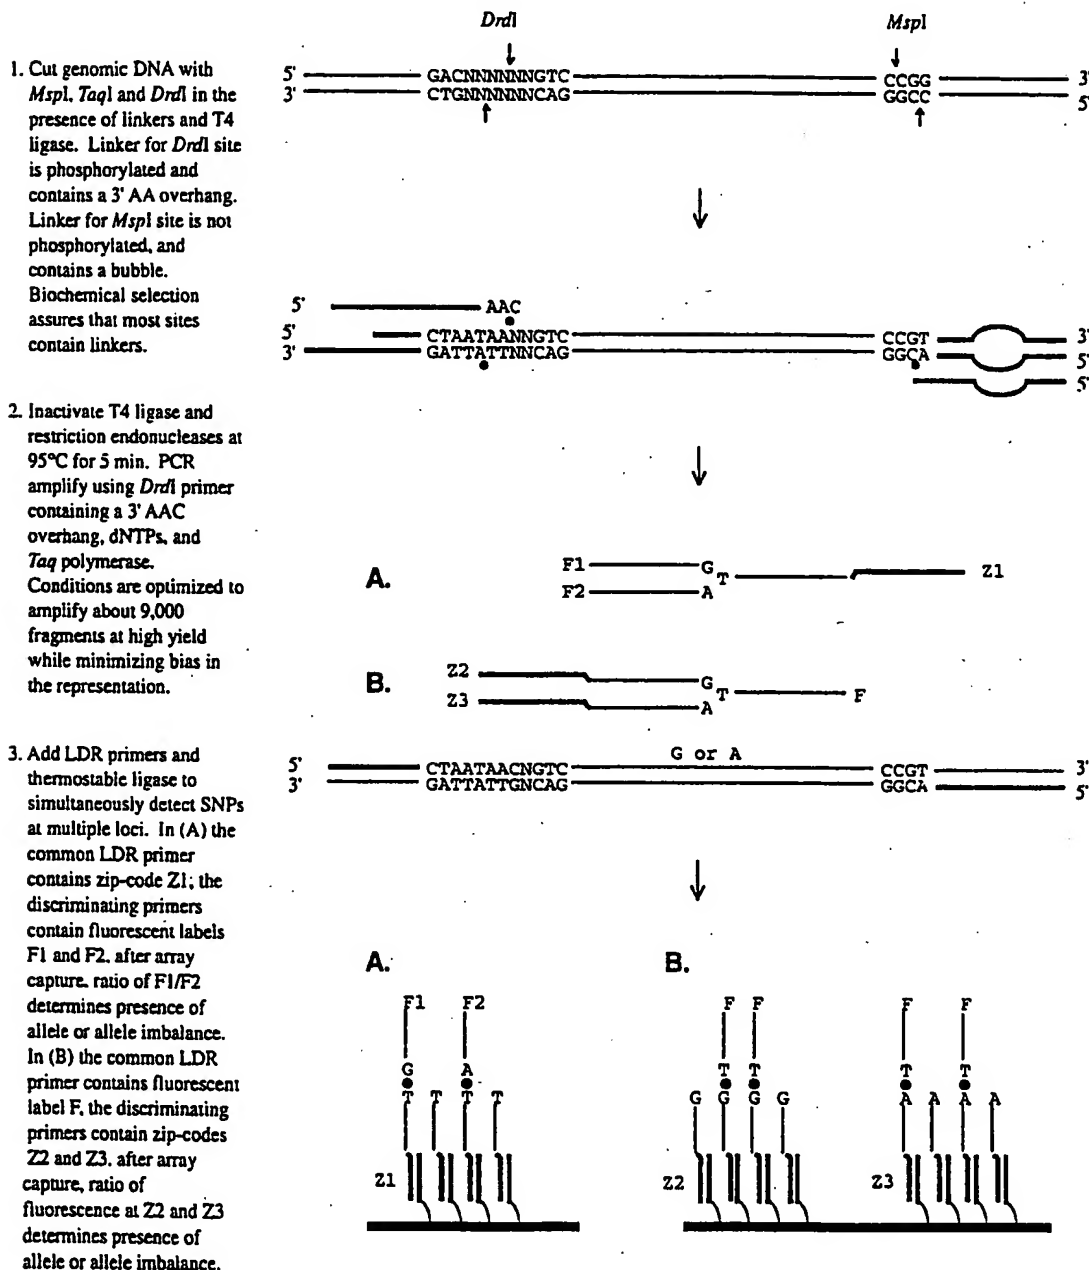 DrdI
MspI
1. Cut genomic DNA with
MspI, TaqI and DrdI in the
presence of linkers and T4
ligase. Linker for DrdI site
is phosphorylated and
contains a 3' AA overhang.
Linker for MspI site is not
phosphorylated, and
contains a bubble.
Biochemical selection
assures that most sites
contain linkers.
5' GACNNNNNNGTC CCGG 3'
3' CTGNNNNNNCAG GGCC 5'
5' AAC
5' CTAATAANNGTC CCGT 3'
3' GATTATTNNCAG GGCA 5'
5'
2. Inactivate T4 ligase and
restriction endonucleases at
95°C for 5 min. PCR
amplify using DrdI primer
containing a 3' AAC
overhang, dNTPs, and
Taq polymerase.
Conditions are optimized to
amplify about 9,000
fragments at high yield
while minimizing bias in
the representation.
A.
F1 G T Z1
F2 A
B.
Z2 G T F
Z3 A
3. Add LDR primers and
thermostable ligase to
simultaneously detect SNPs
at multiple loci. In (A) the
common LDR primer
contains zip-code Z1; the
discriminating primers
contain fluorescent labels
F1 and F2. after array
capture, ratio of F1/F2
determines presence of
allele or allele imbalance.
In (B) the common LDR
primer contains fluorescent
label F, the discriminating
primers contain zip-codes
Z2 and Z3. after array
capture, ratio of
fluorescence at Z2 and Z3
determines presence of
allele or allele imbalance.
G or A
5' CTAATAACNGTC CCGT 3'
3' GATTATTGNCAG GGCA 5'
A. B.
F1 F2 F F F F
G A T T T T
T T T T G G G G A A A A
Z1 Z2 Z3